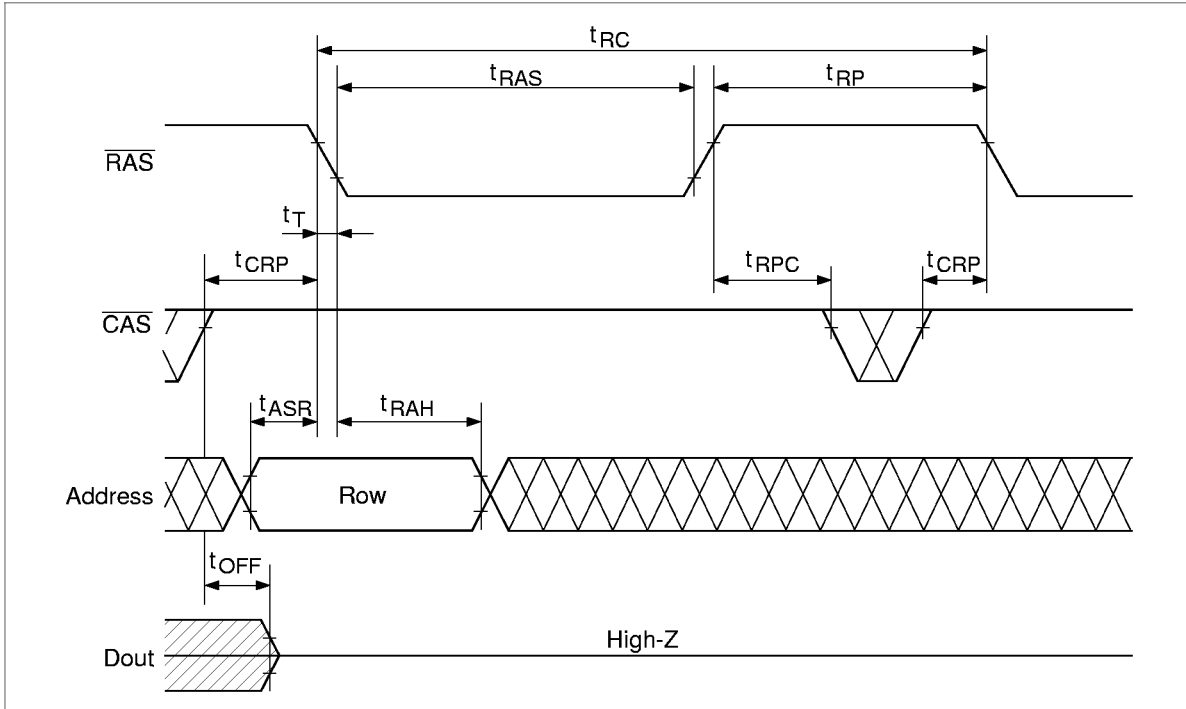 tRC
tRAS
tRP
RAS
tT
tCRP
tRPC
tCRP
CAS
tASR
tRAH
Address
Row
tOFF
High-Z
Dout